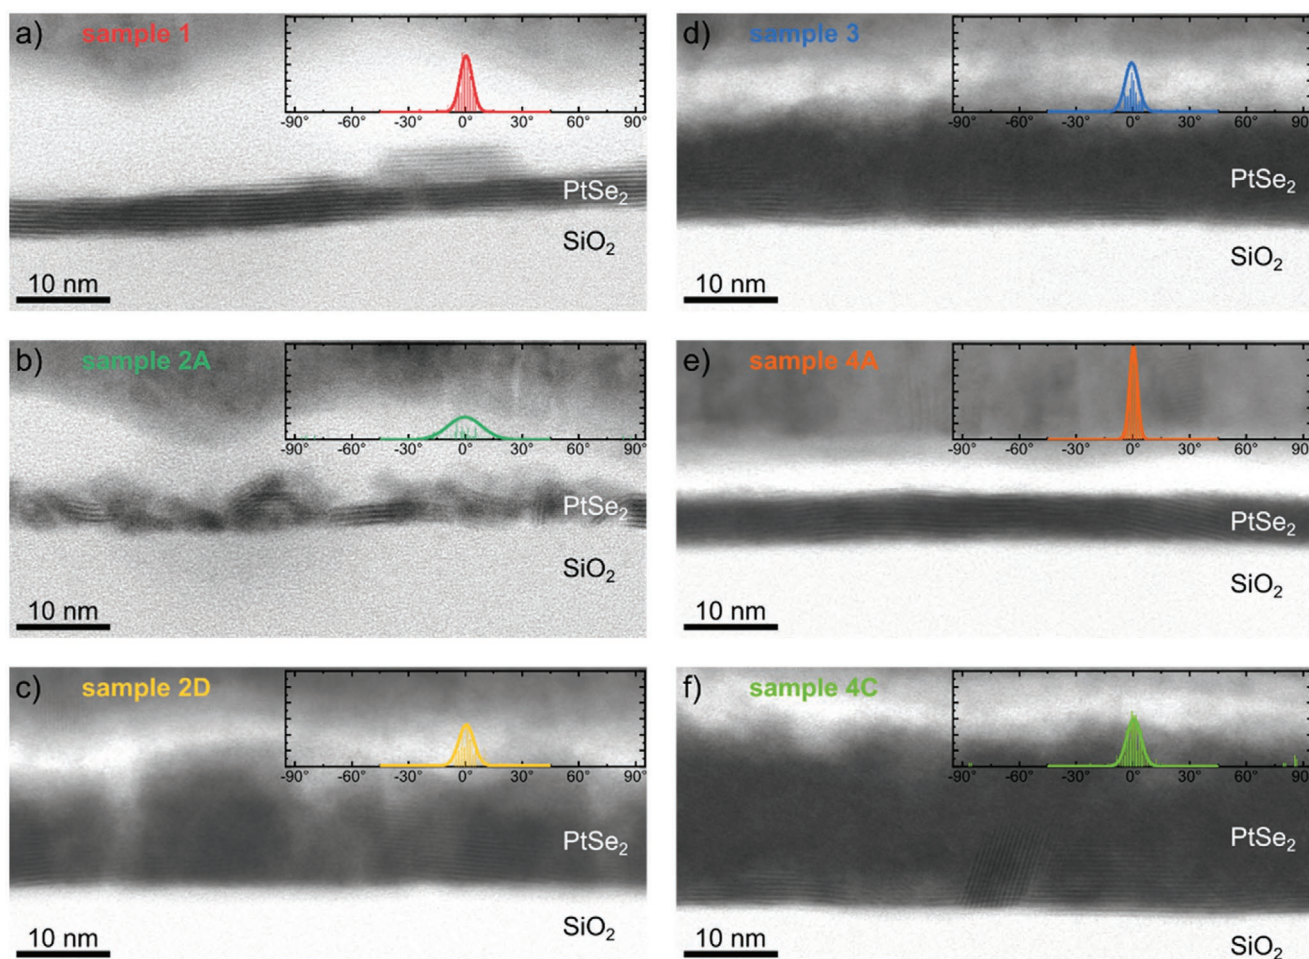 a) sample 1
-90° -60° -30° 0° 30° 60° 90°
PtSe₂
SiO₂
10 nm
b) sample 2A
-90° -60° -30° 0° 30° 60° 90°
PtSe₂
SiO₂
10 nm
c) sample 2D
-90° -60° -30° 0° 30° 60° 90°
PtSe₂
SiO₂
10 nm
d) sample 3
-90° -60° -30° 0° 30° 60° 90°
PtSe₂
SiO₂
10 nm
e) sample 4A
-90° -60° -30° 0° 30° 60° 90°
PtSe₂
SiO₂
10 nm
f) sample 4C
-90° -60° -30° 0° 30° 60° 90°
PtSe₂
SiO₂
10 nm